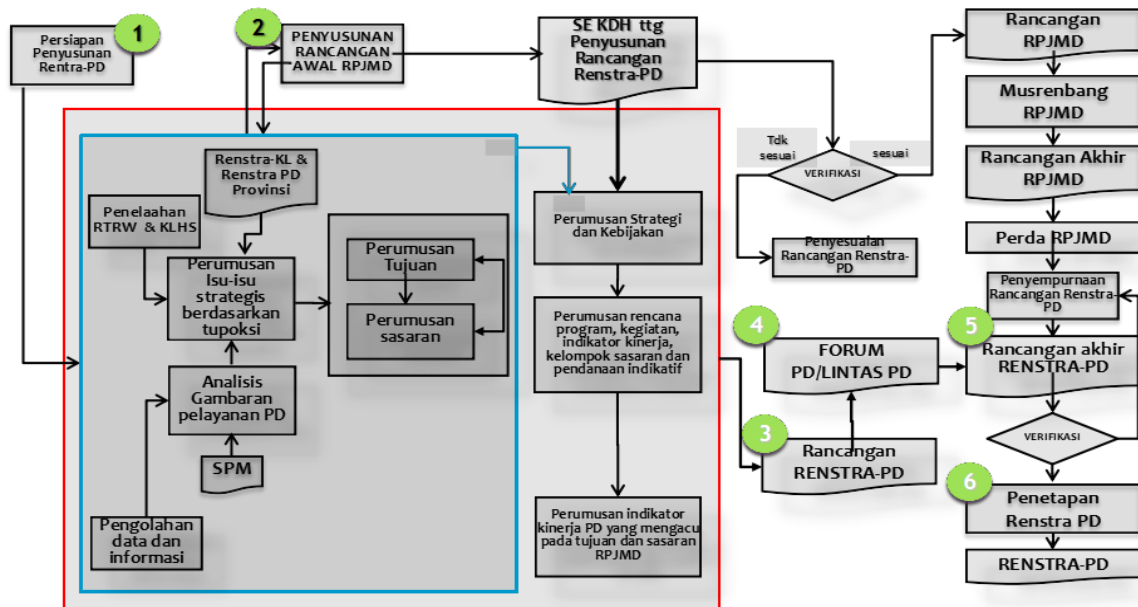 1
Persiapan
Penyusunan
Rentra-PD
2
PENYUSUNAN
RANCANGAN
AWAL RPJMD
SE KDH ttg
Penyusunan
Rancangan
Renstra-PD
Rancangan
RPJMD
Musrenbang
RPJMD
Rancangan Akhir
RPJMD
Perda RPJMD
Penyempurnaan
Rancangan Renstra-
PD
Tdk
sesuai
sesuai
VERIFIKASI
Penyesuaian
Rancangan Renstra-
PD
Renstra-KL &
Renstra PD
Provinsi
Penelaahan
RTRW & KLHS
Perumusan
Isu-isu
strategis
berdasarkan
tupoksi
Perumusan
Tujuan
Perumusan
sasaran
Analisis
Gambaran
pelayanan PD
SPM
Pengolahan
data dan
informasi
Perumusan Strategi
dan Kebijakan
Perumusan rencana
program, kegiatan,
indikator kinerja,
kelompok sasaran dan
pendanaan indikatif
Perumusan indikator
kinerja PD yang mengacu
pada tujuan dan sasaran
RPJMD
3
Rancangan
RENSTRA-PD
4
FORUM
PD/LINTAS PD
5
Rancangan akhir
RENSTRA-PD
VERIFIKASI
6
Penetapan
Renstra PD
RENSTRA-PD